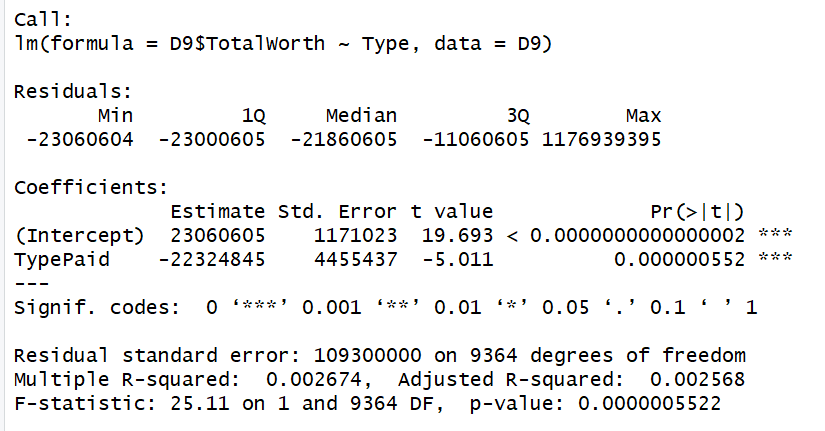 Call:
lm(formula = D9$TotalWorth ~ Type, data = D9)
Residuals:
Min 1Q Median 3Q Max
-23060604 -23000605 -21860605 -11060605 1176939395
Coefficients:
Estimate Std. Error t value Pr(>|t|)
(Intercept) 23060605 1171023 19.693 < 0.0000000000000002 ***
TypePaid -22324845 4455437 -5.011 0.000000552 ***
---
Signif. codes: 0 ‘***’ 0.001 ‘**’ 0.01 ‘*’ 0.05 ‘.’ 0.1 ‘ ’ 1
Residual standard error: 109300000 on 9364 degrees of freedom
Multiple R-squared: 0.002674, Adjusted R-squared: 0.002568
F-statistic: 25.11 on 1 and 9364 DF, p-value: 0.0000005522